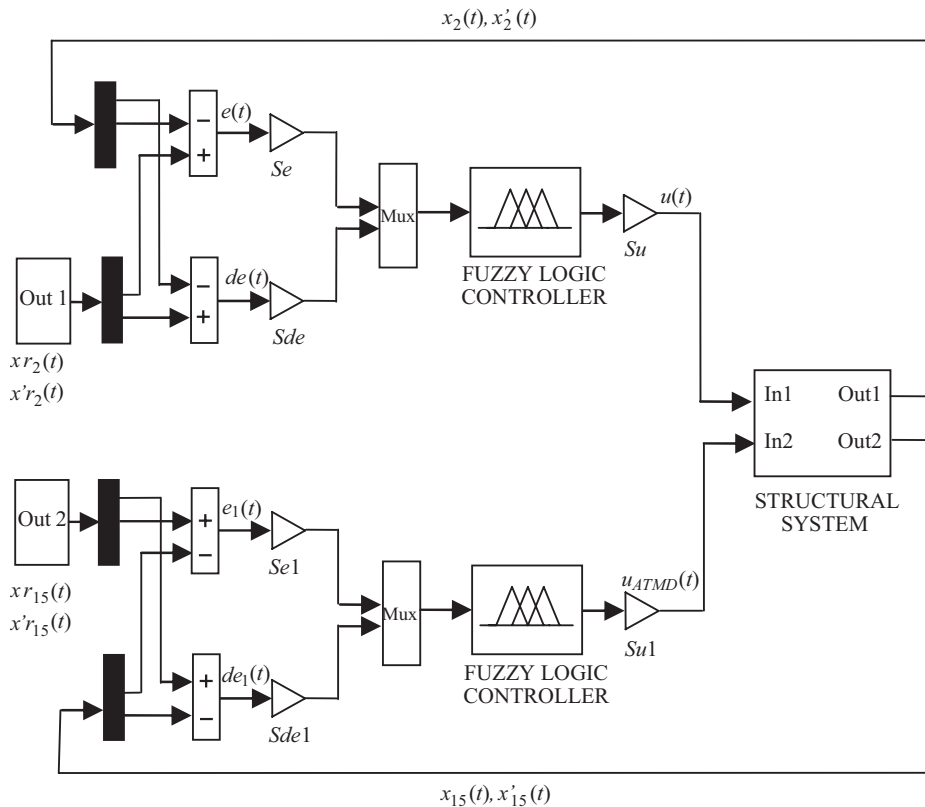 x₂(t), x'₂(t)
− e(t)
+
Se
Mux
u(t)
Su
FUZZY LOGIC
CONTROLLER
Out 1
− de(t)
+
Sde
xr₂(t)
x'r₂(t)
In1 Out1
In2 Out2
STRUCTURAL
SYSTEM
Out 2
+ e₁(t)
−
Se1
xr₁₅(t)
x'r₁₅(t)
Mux
u_ATMD(t)
Su1
FUZZY LOGIC
CONTROLLER
+ de₁(t)
−
Sde1
x₁₅(t), x'₁₅(t)